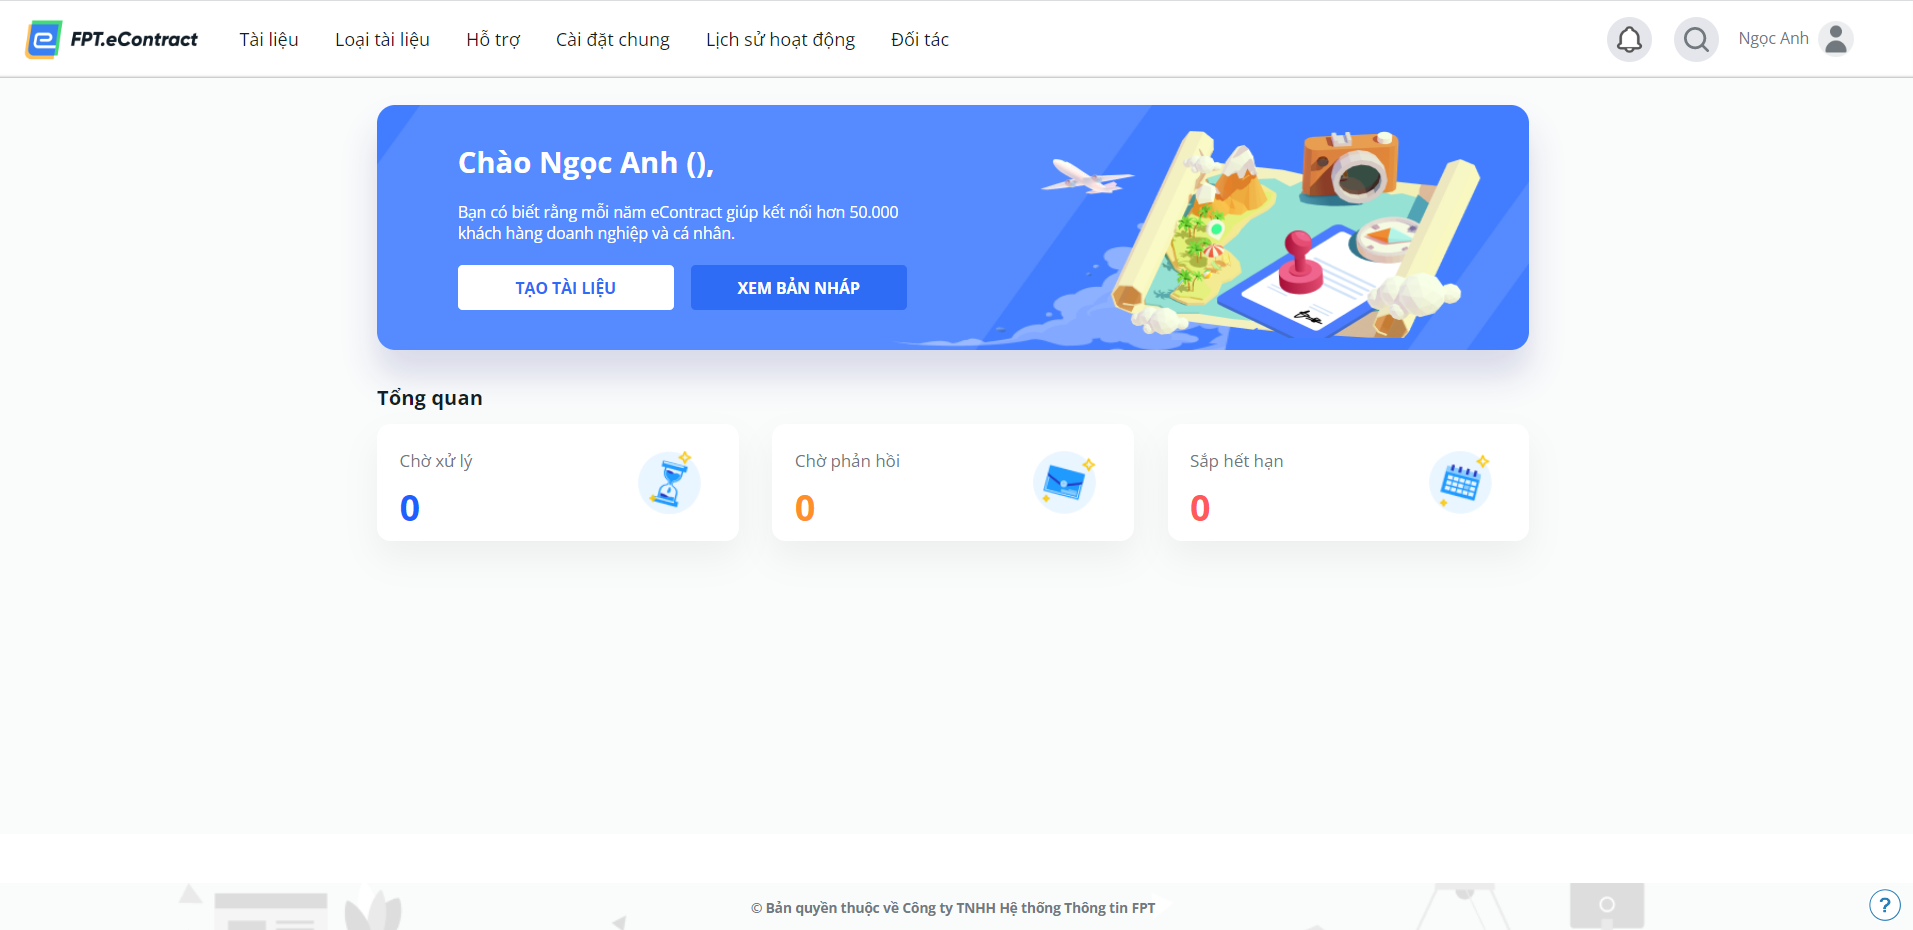 FPT.eContract
Tài liệu
Loại tài liệu
Hỗ trợ
Cài đặt chung
Lịch sử hoạt động
Đối tác
Ngọc Anh
Chào Ngọc Anh (),
Bạn có biết rằng mỗi năm eContract giúp kết nối hơn 50.000
khách hàng doanh nghiệp và cá nhân.
TẠO TÀI LIỆU
XEM BẢN NHÁP
Tổng quan
Chờ xử lý
0
Chờ phản hồi
0
Sắp hết hạn
0
© Bản quyền thuộc về Công ty TNHH Hệ thống Thông tin FPT
?